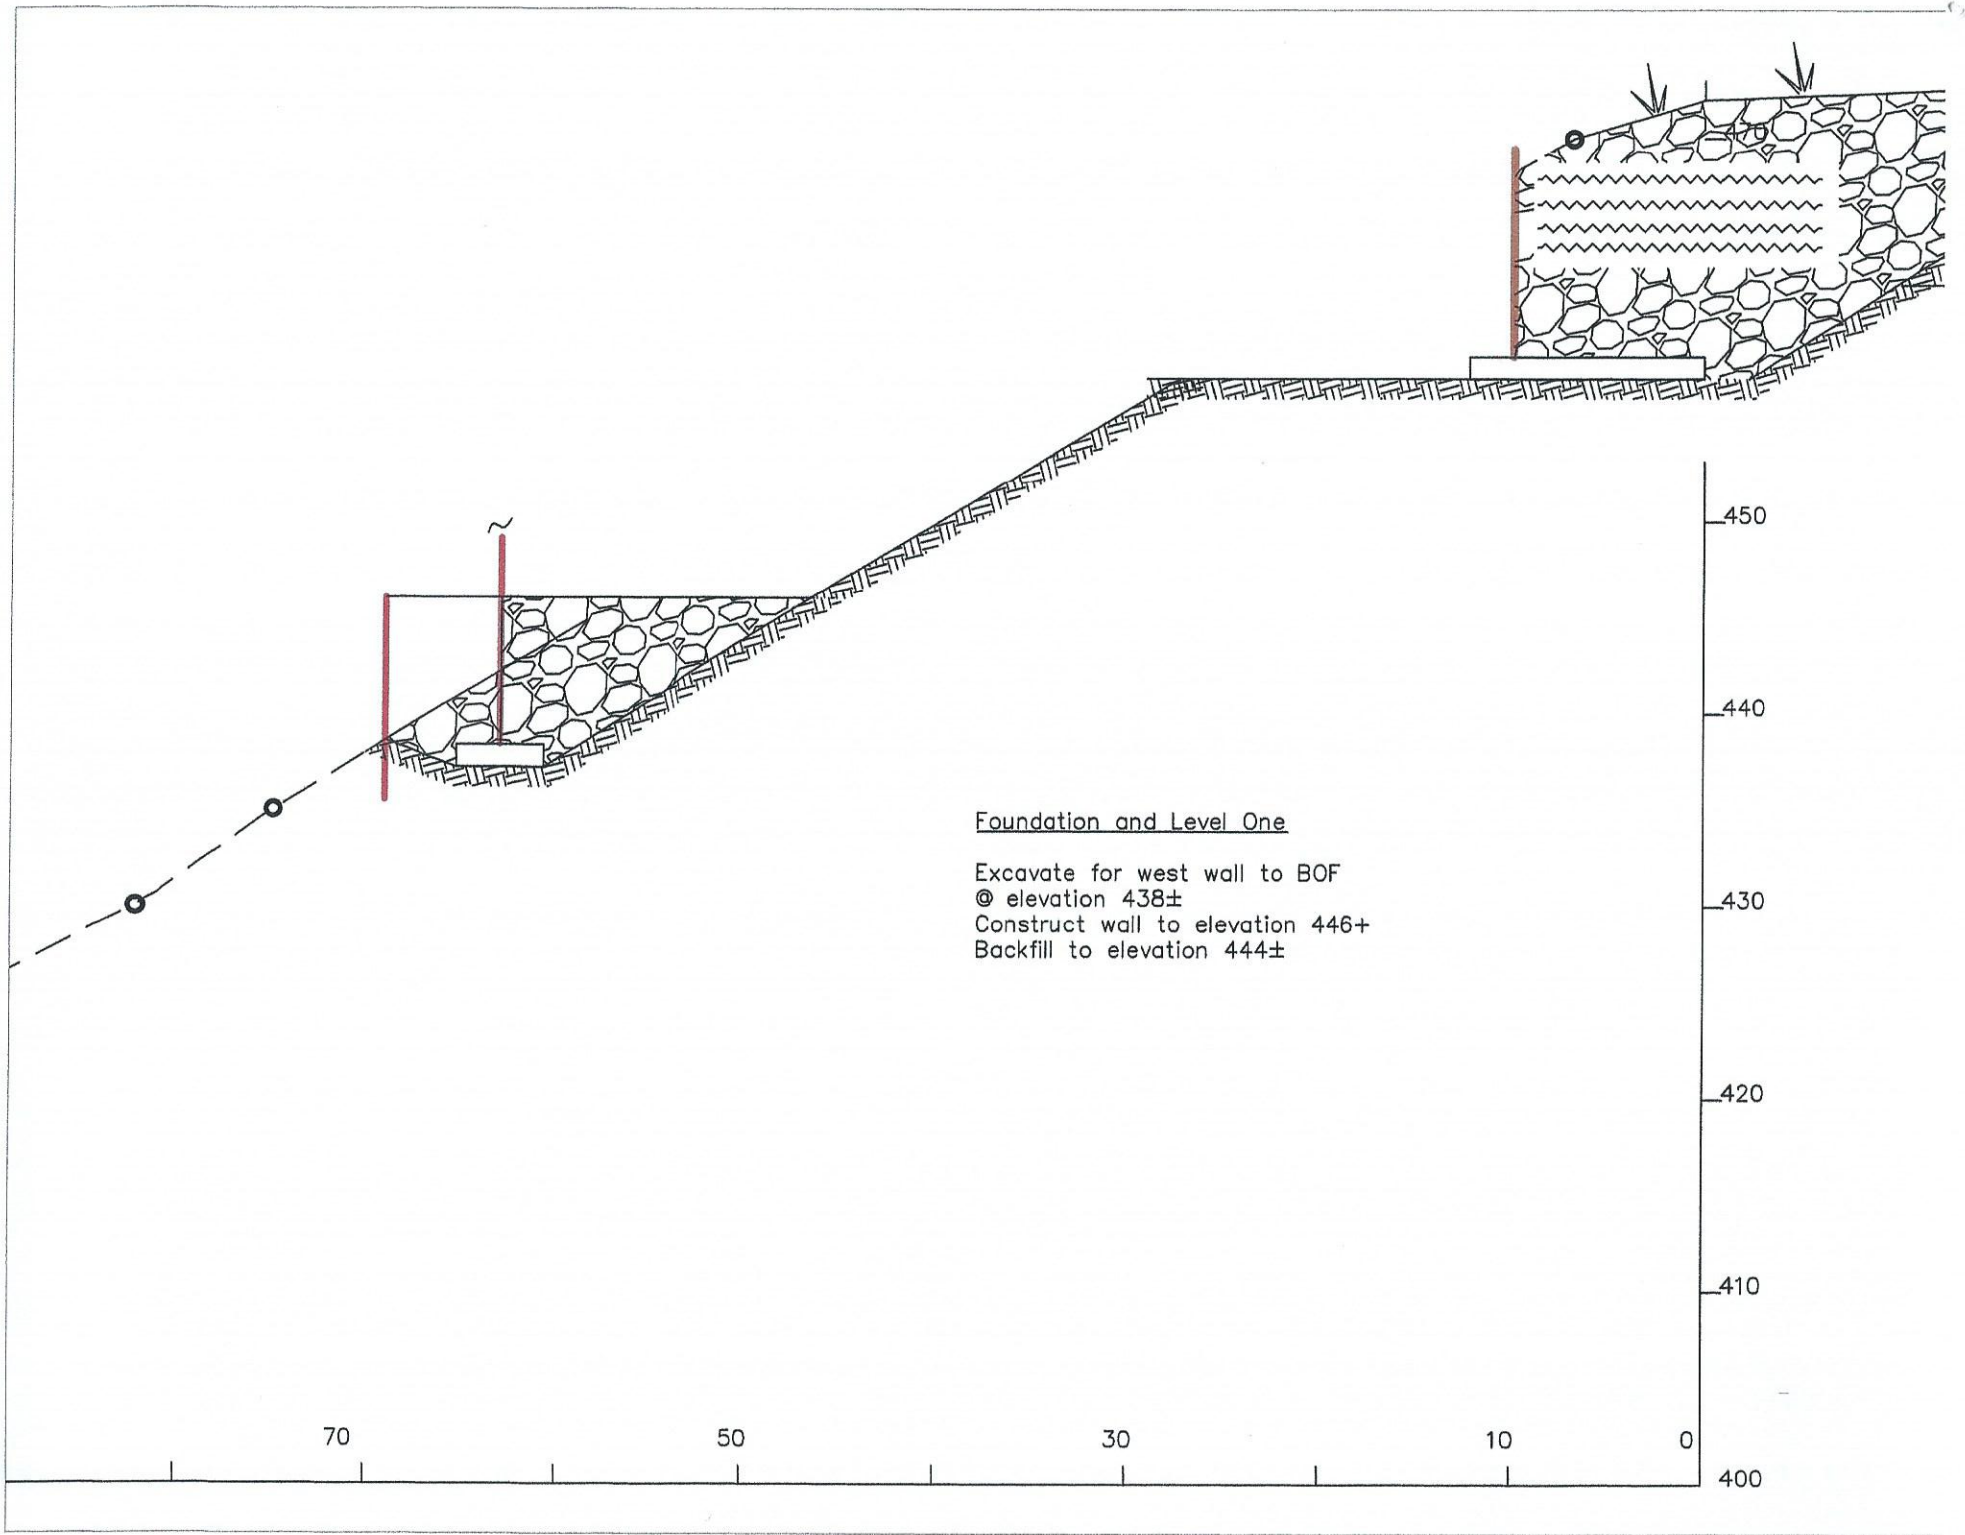 470
450
440
Foundation and Level One
Excavate for west wall to BOF
@ elevation 438±
Construct wall to elevation 446+
Backfill to elevation 444±
430
420
410
70 50 30 10 0
400